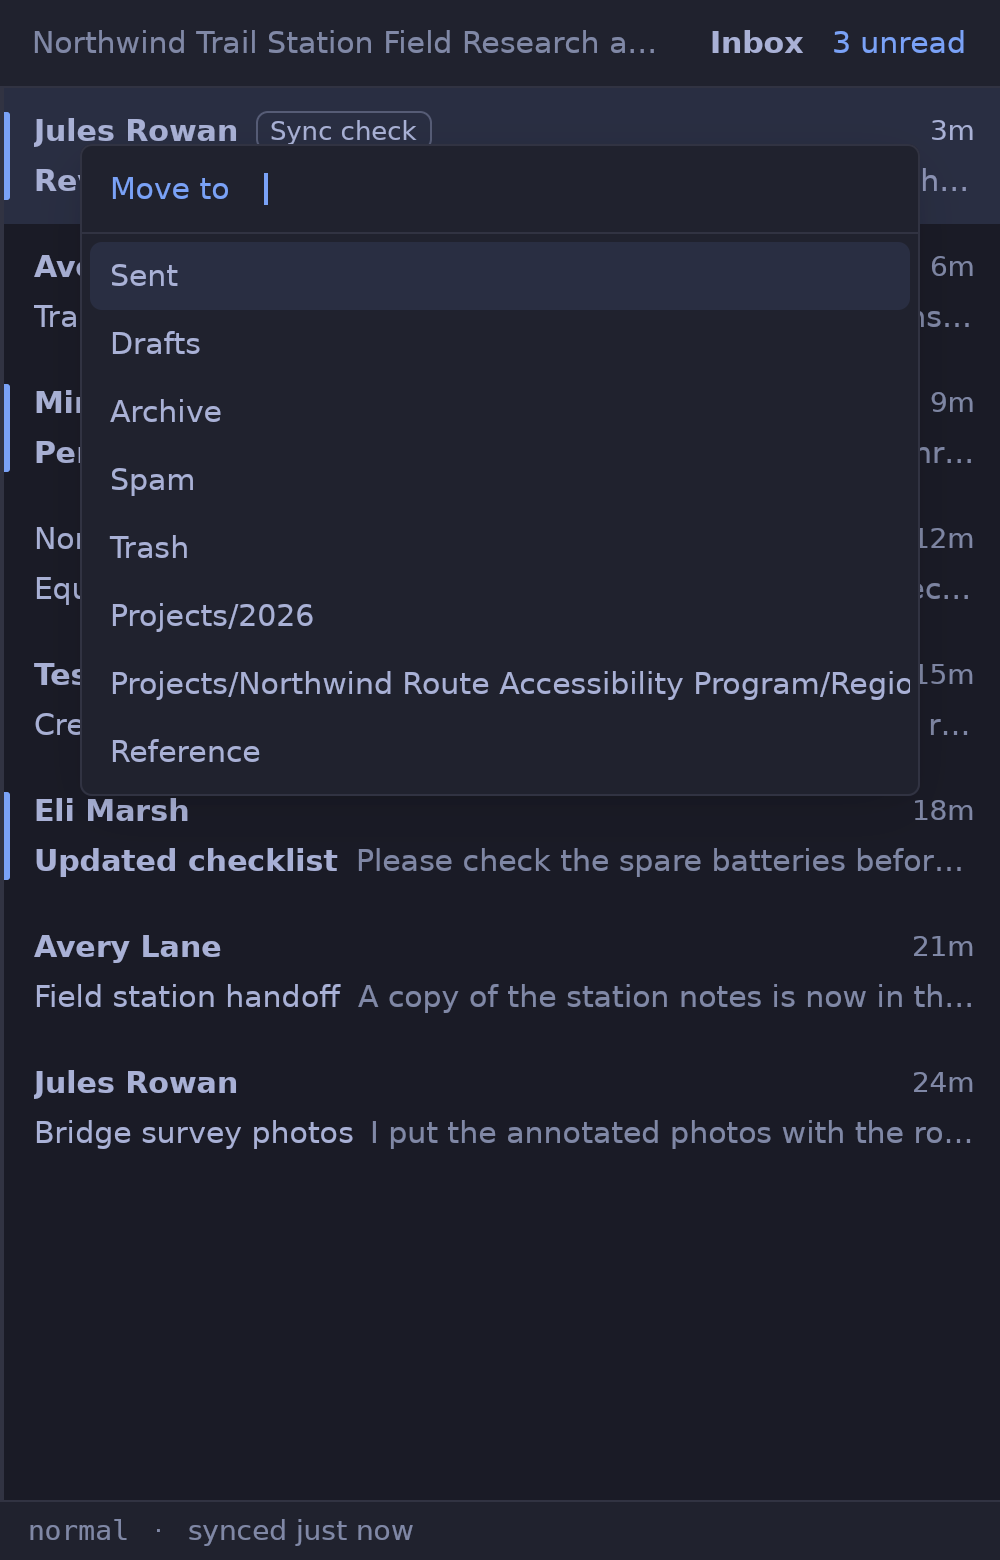 Northwind Trail Station Field Research a… Inbox 3 unread
Jules Rowan Sync check 3m
Move to
Sent
6m
Drafts
Archive
9m
Spam
Trash
12m
Projects/2026
Projects/Northwind Route Accessibility Program/Regio
15m
Reference
Eli Marsh 18m
Updated checklist Please check the spare batteries befor…
Avery Lane 21m
Field station handoff A copy of the station notes is now in th…
Jules Rowan 24m
Bridge survey photos I put the annotated photos with the ro…
normal · synced just now